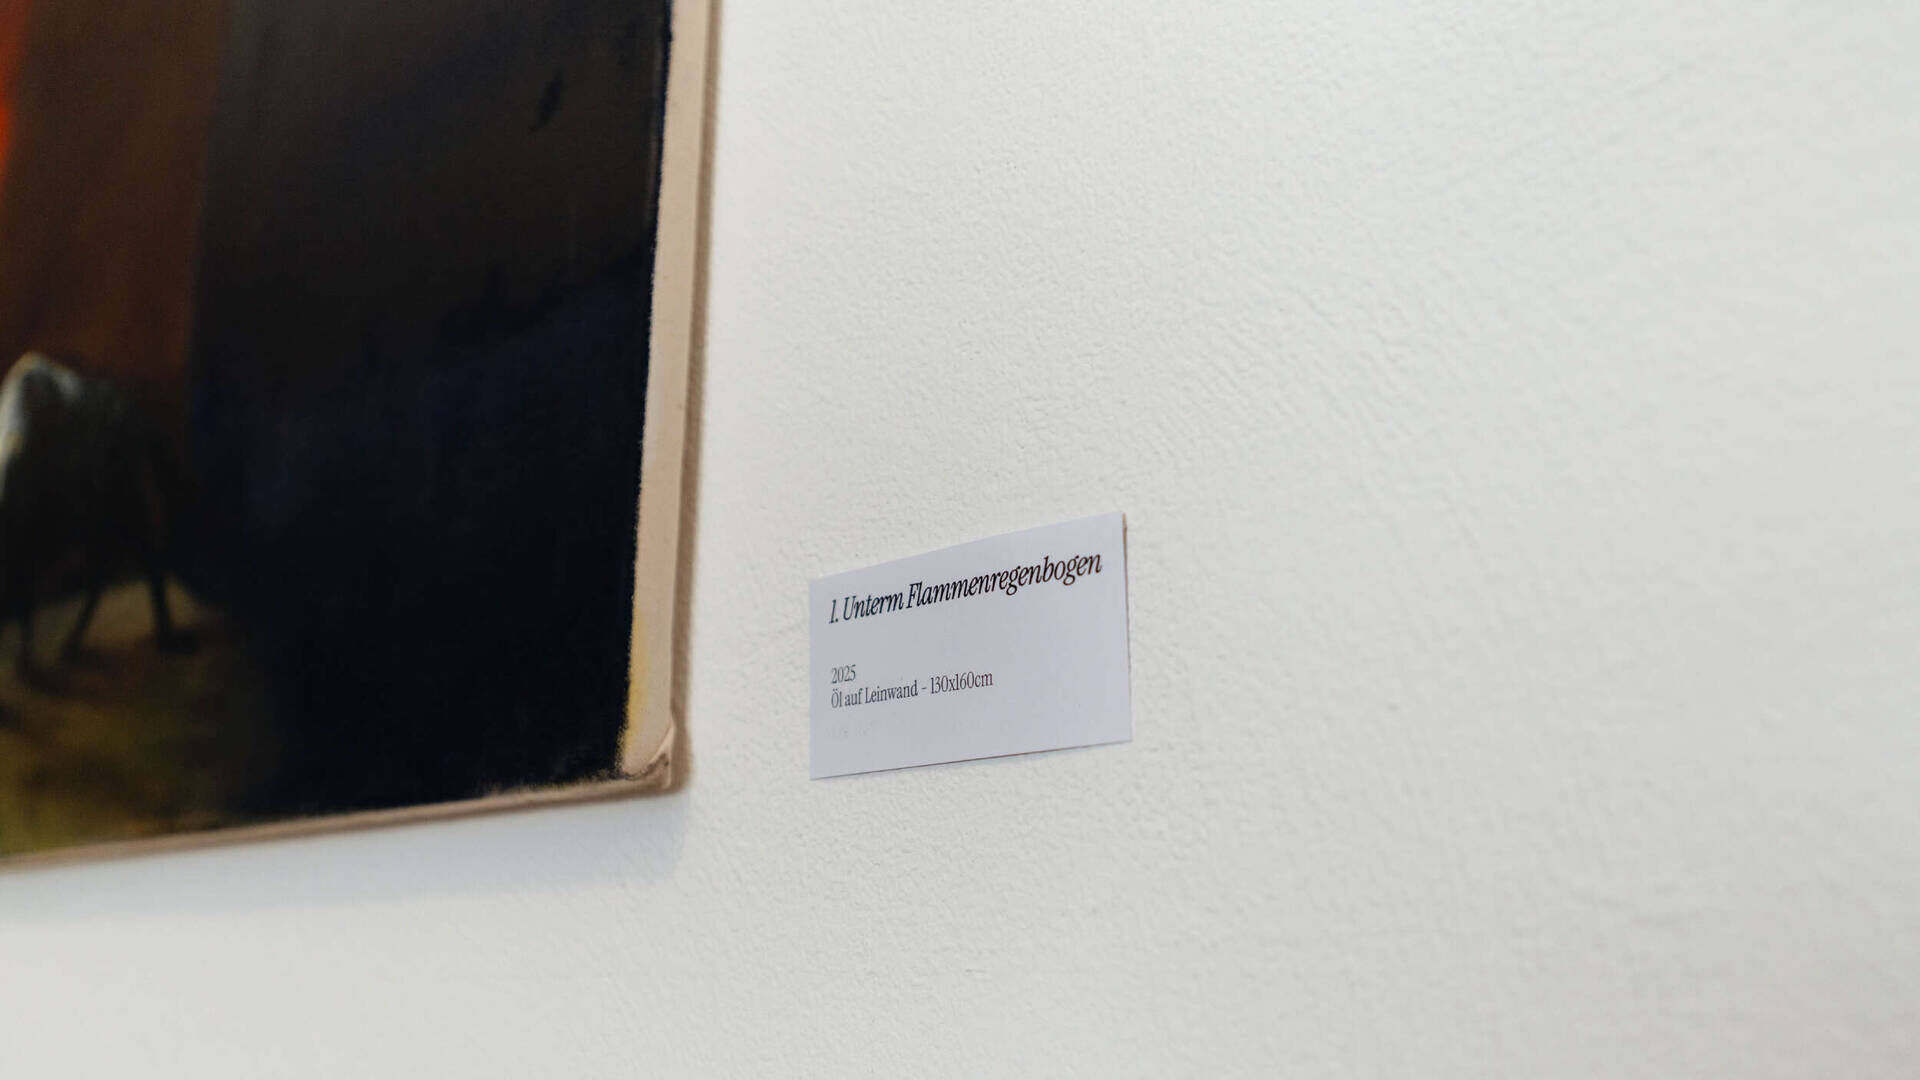 1. Unterm Flammenregenbogen
2025
Öl auf Leinwand - 130x160cm